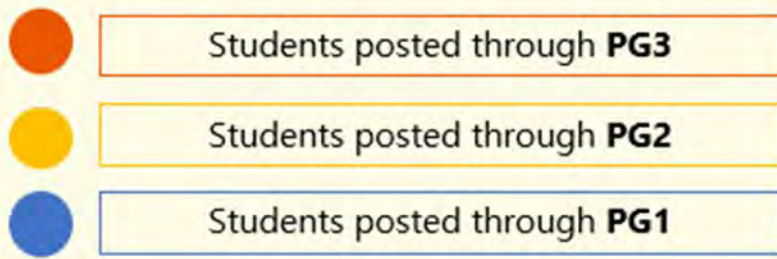 Students posted through PG3
Students posted through PG2
Students posted through PG1